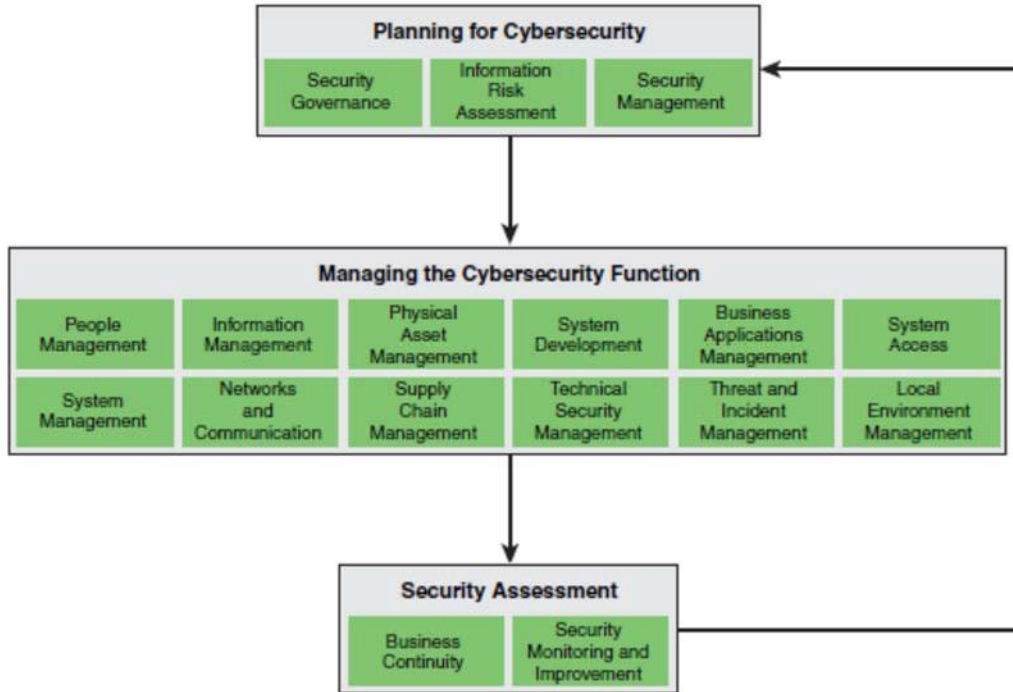 Planning for Cybersecurity
Security
Governance
Information
Risk
Assessment
Security
Management
Managing the Cybersecurity Function
People
Management
Information
Management
Physical
Asset
Management
System
Development
Business
Applications
Management
System
Access
System
Management
Networks
and
Communication
Supply
Chain
Management
Technical
Security
Management
Threat and
Incident
Management
Local
Environment
Management
Security Assessment
Business
Continuity
Security
Monitoring and
Improvement